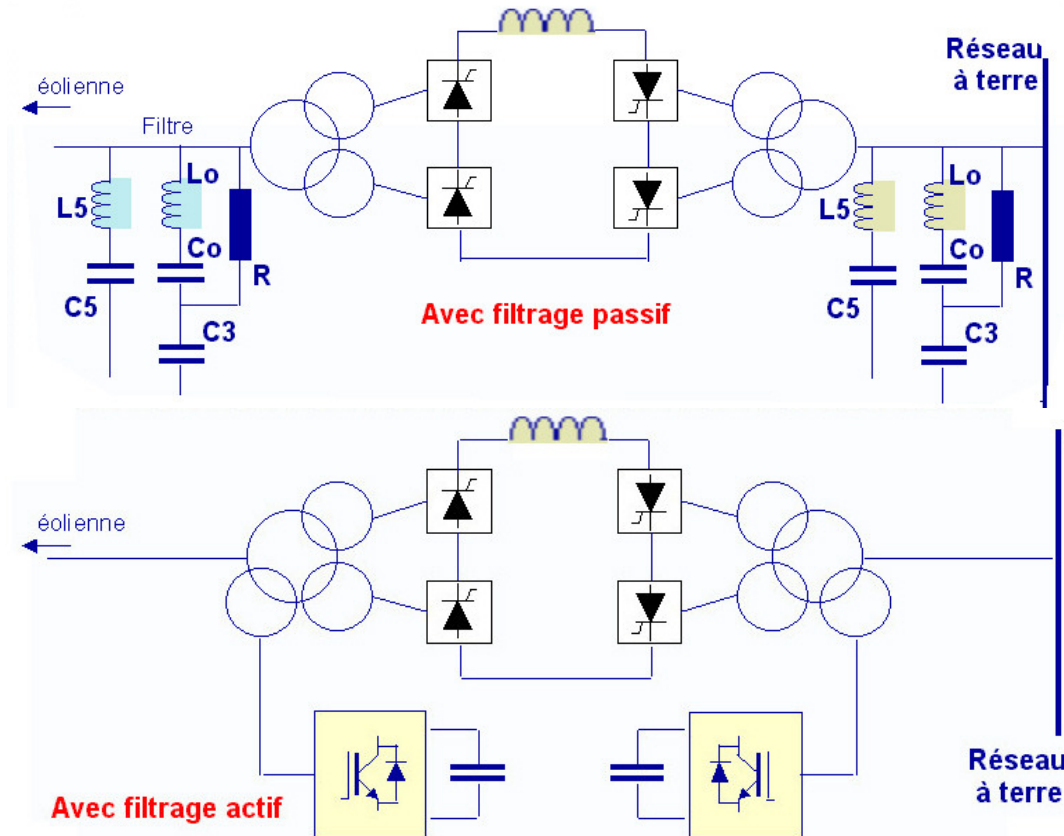 Réseau
à terre
éolienne
Filtre
L5
Lo
Co
R
C5
C3
L5
Lo
Co
R
C5
C3
Avec filtrage passif
éolienne
Avec filtrage actif
Réseau
à terre